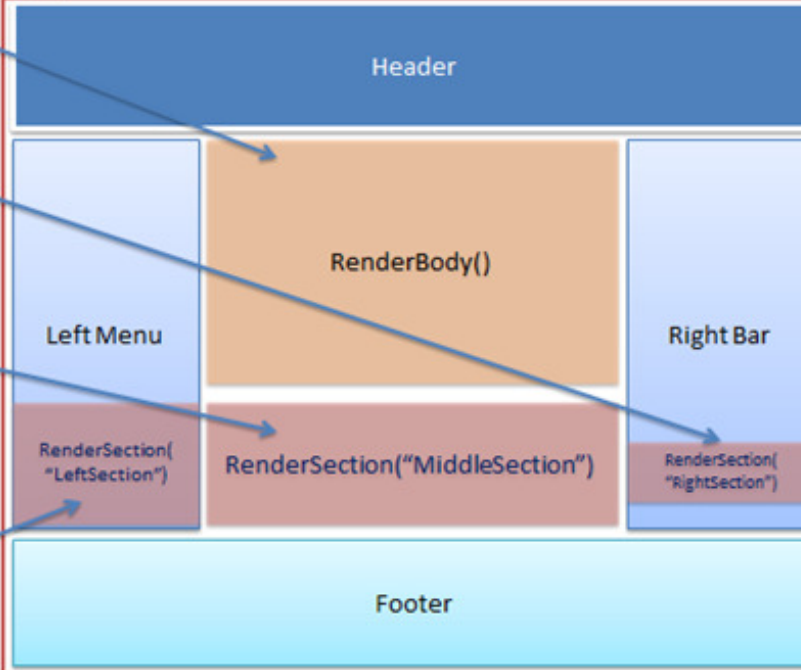 Header
Left Menu
RenderSection(
“LeftSection”)
RenderBody()
RenderSection(“MiddleSection”)
Right Bar
RenderSection(
“RightSection”)
Footer